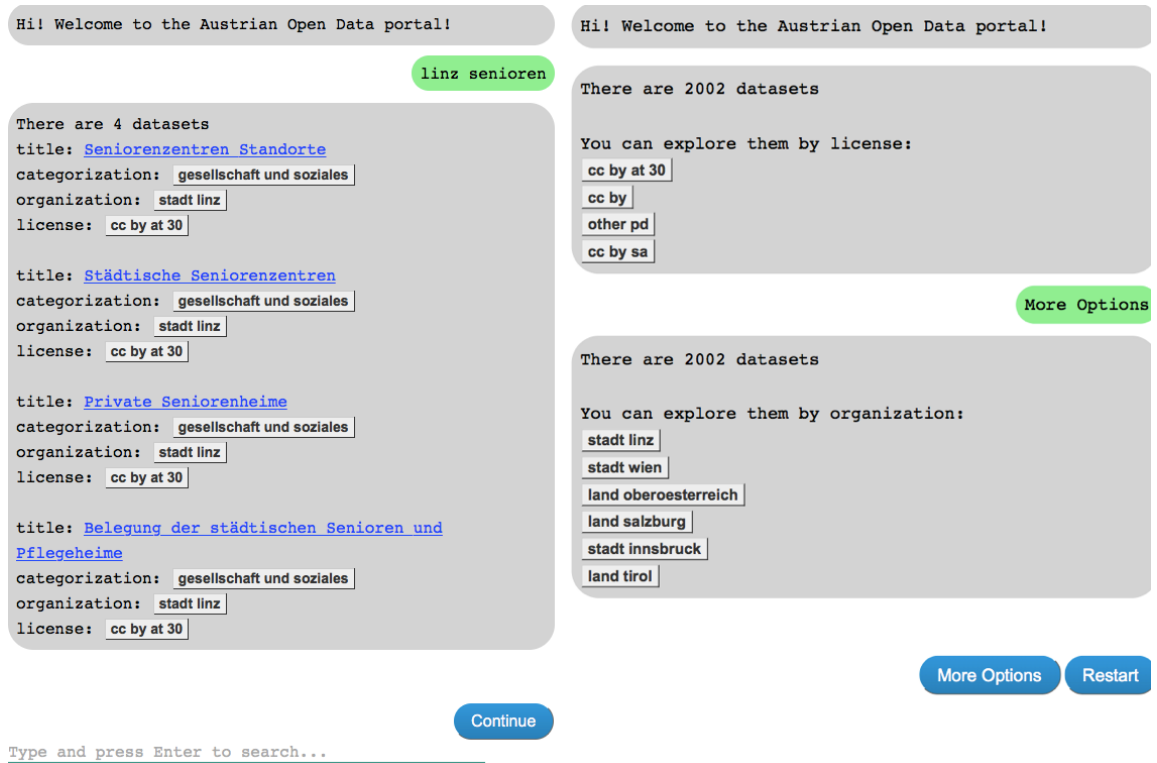 Hi! Welcome to the Austrian Open Data portal!
linz senioren
There are 4 datasets
title: Seniorenzentren Standorte
categorization: gesellschaft und soziales
organization: stadt linz
license: cc by at 30
title: Städtische Seniorenzentren
categorization: gesellschaft und soziales
organization: stadt linz
license: cc by at 30
title: Private Seniorenheime
categorization: gesellschaft und soziales
organization: stadt linz
license: cc by at 30
title: Belegung der städtischen Senioren und
Pflegeheime
categorization: gesellschaft und soziales
organization: stadt linz
license: cc by at 30
Continue
Type and press Enter to search...
Hi! Welcome to the Austrian Open Data portal!
There are 2002 datasets
You can explore them by license:
cc by at 30
cc by
other pd
cc by sa
More Options
There are 2002 datasets
You can explore them by organization:
stadt linz
stadt wien
land oberoesterreich
land salzburg
stadt innsbruck
land tirol
More Options Restart